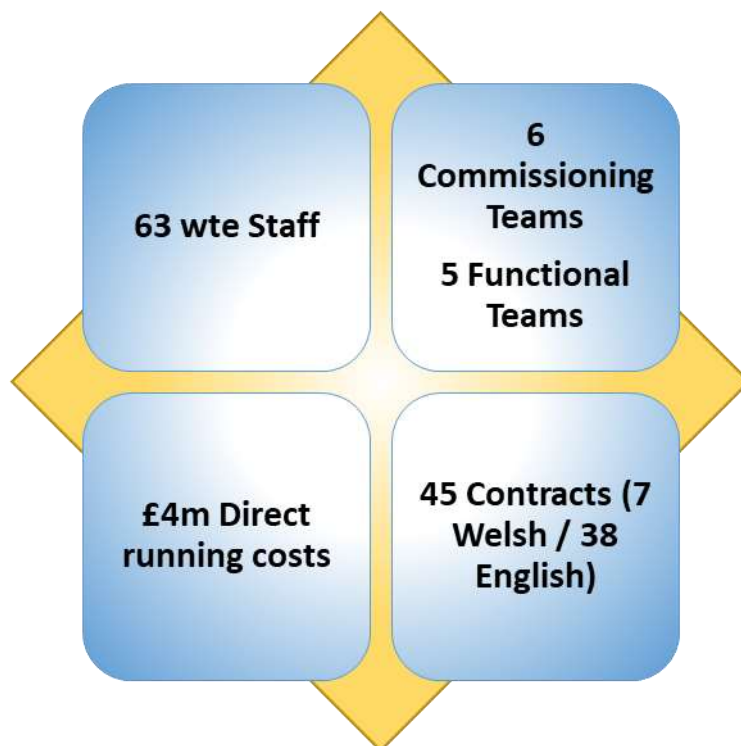 63 wte Staff
6
Commissioning
Teams
5 Functional
Teams
£4m Direct
running costs
45 Contracts (7
Welsh / 38
English)